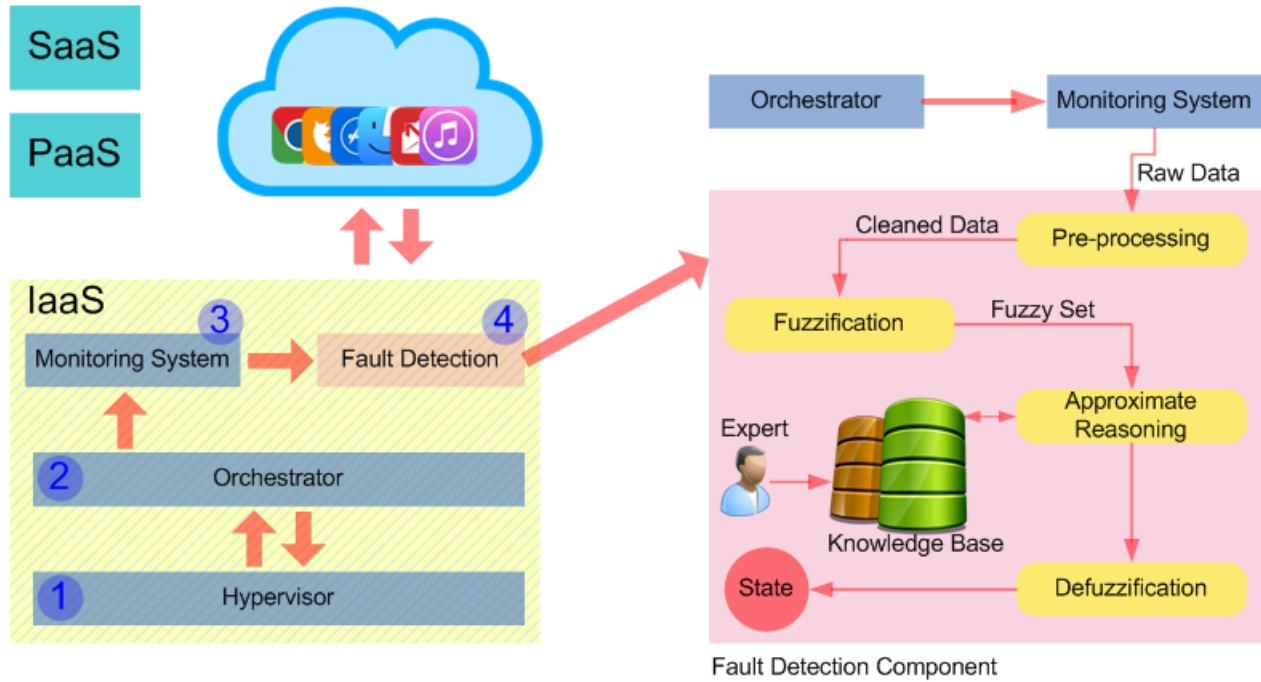 SaaS
PaaS
IaaS
3
4
Monitoring System
Fault Detection
2
Orchestrator
1
Hypervisor
Orchestrator
Monitoring System
Raw Data
Cleaned Data
Pre-processing
Fuzzification
Fuzzy Set
Approximate
Reasoning
Expert
Knowledge Base
State
Defuzzification
Fault Detection Component